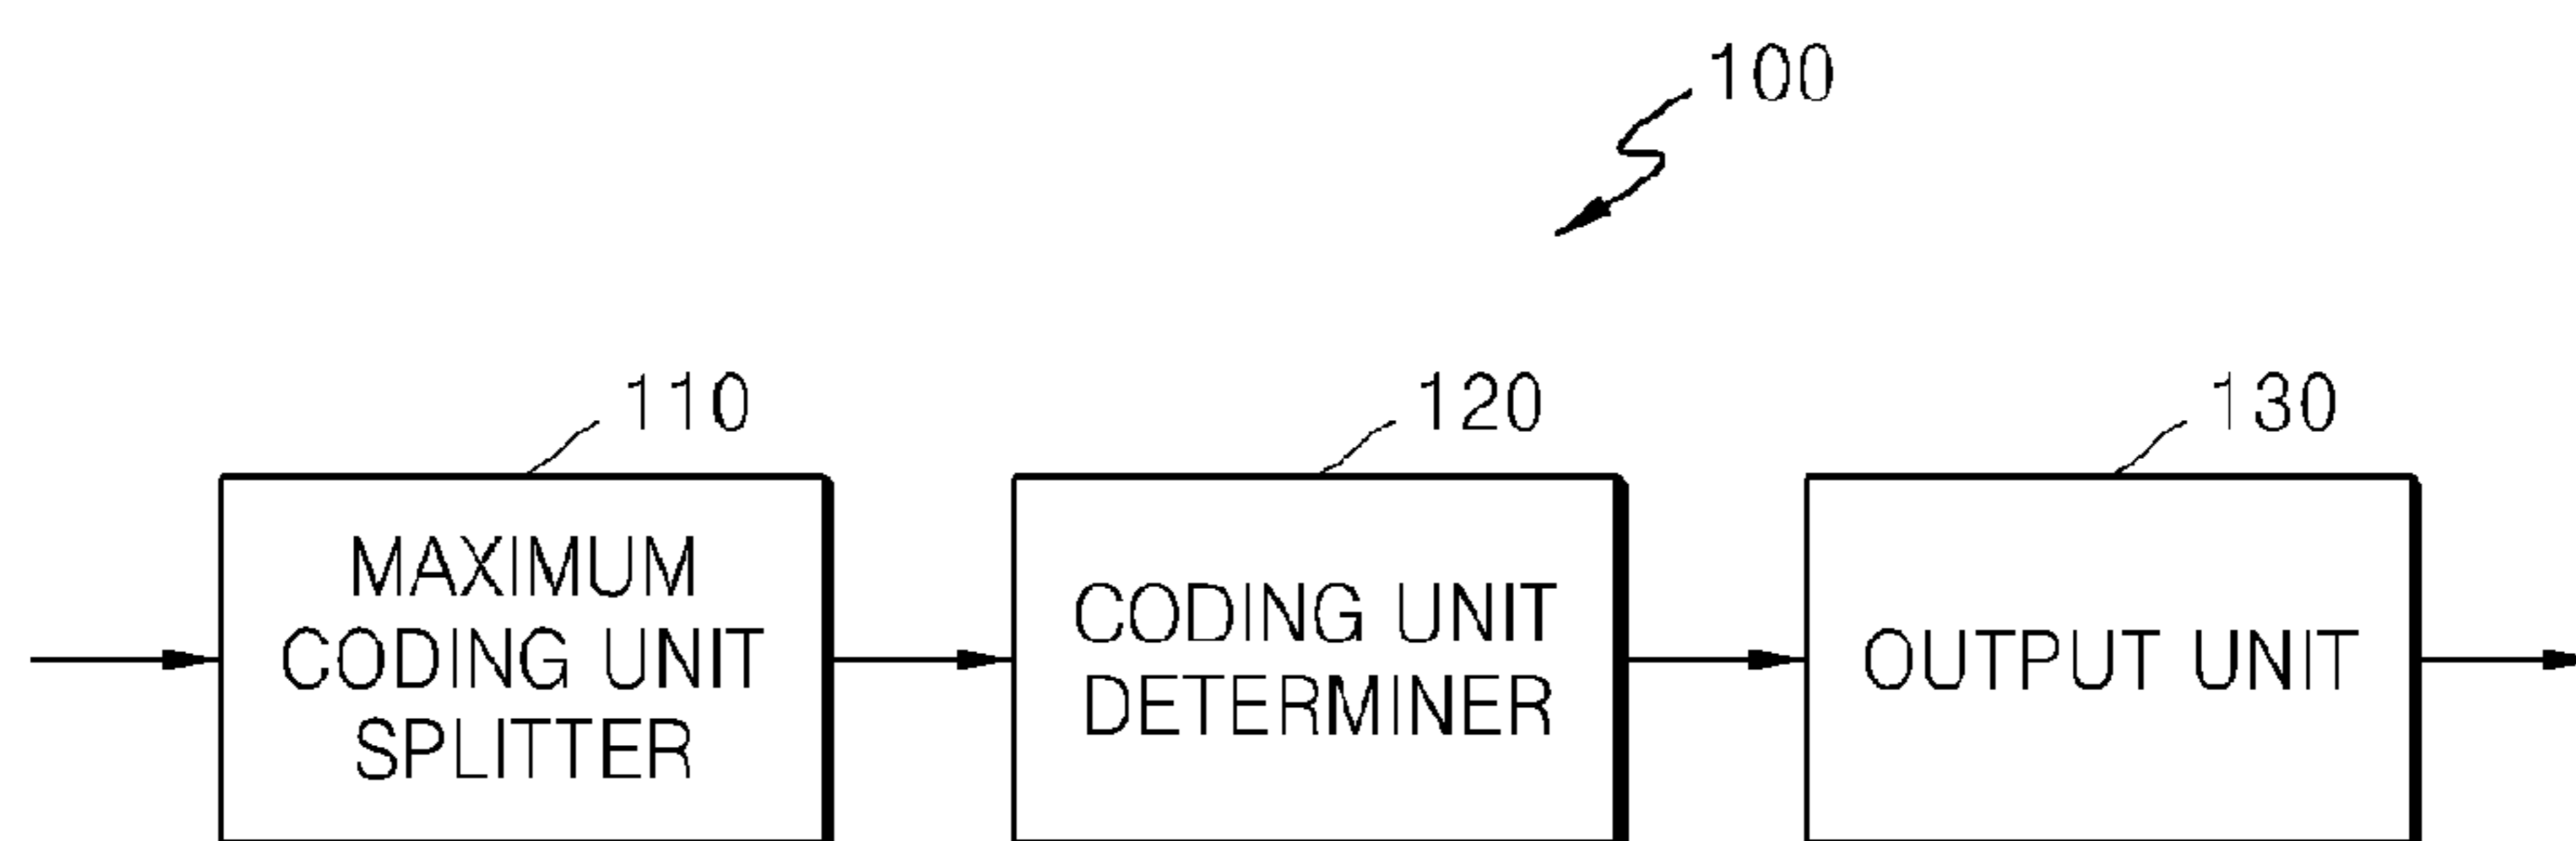 100
110
120
130
MAXIMUM
CODING UNIT
SPLITTER
CODING UNIT
DETERMINER
OUTPUT UNIT